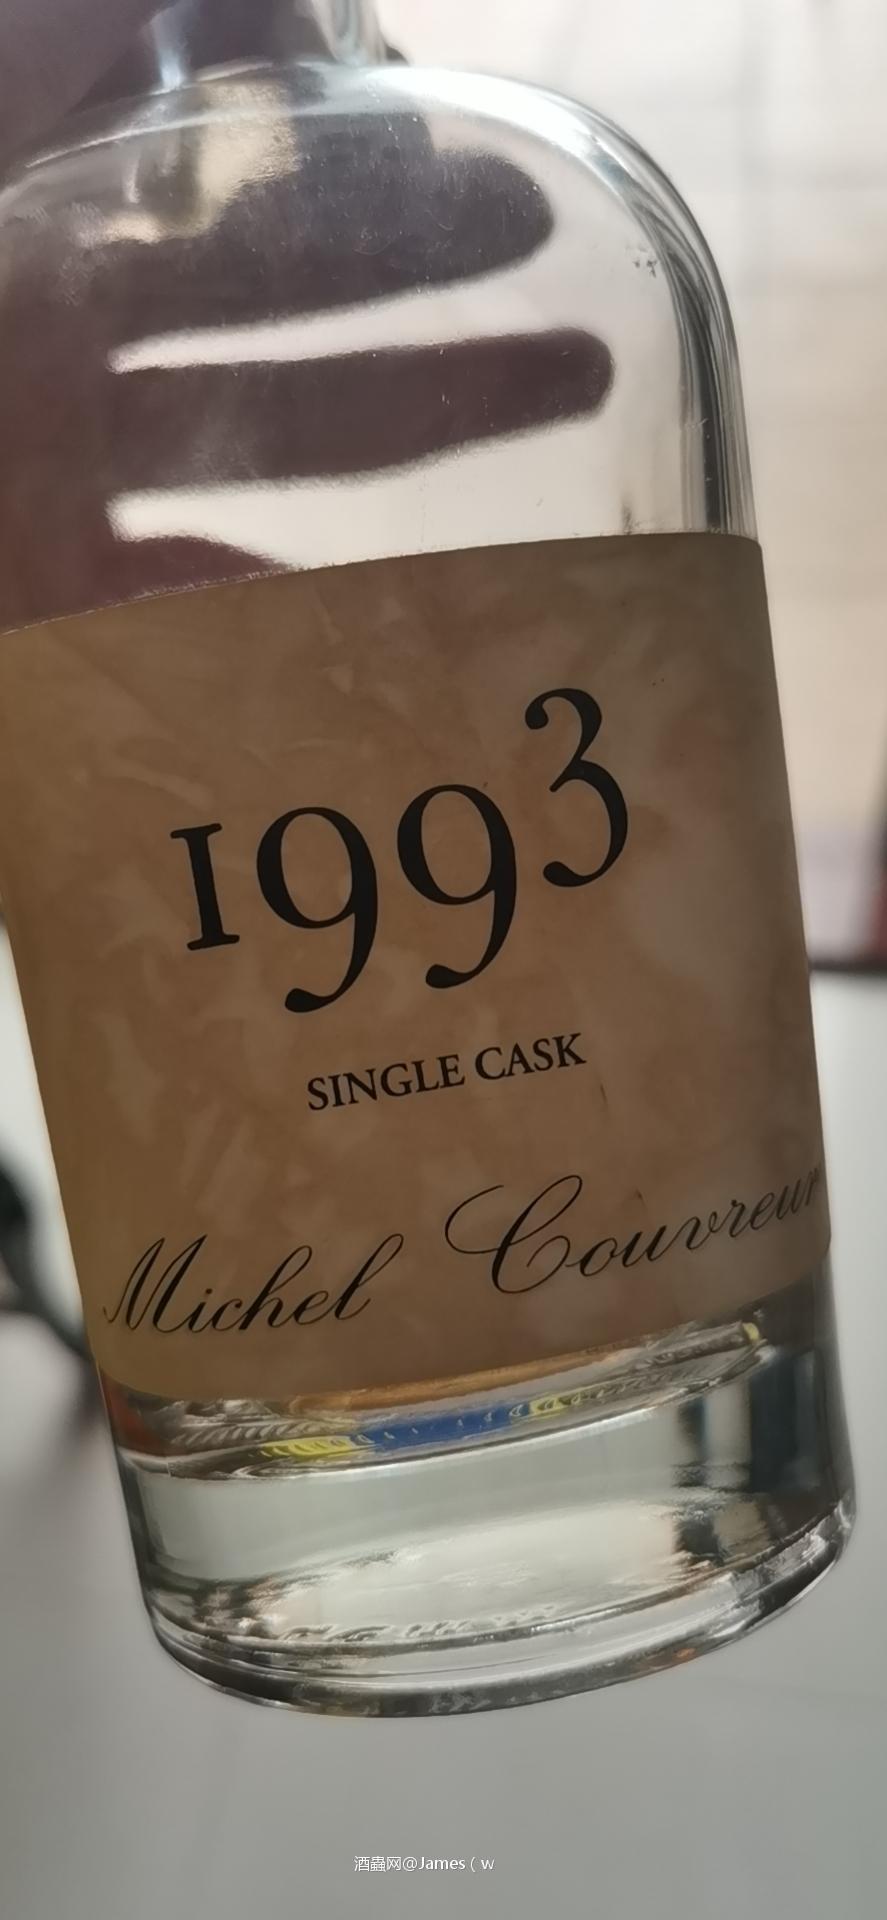 1993
SINGLE CASK
Michel Couvreur
酒蟲网@James ( w